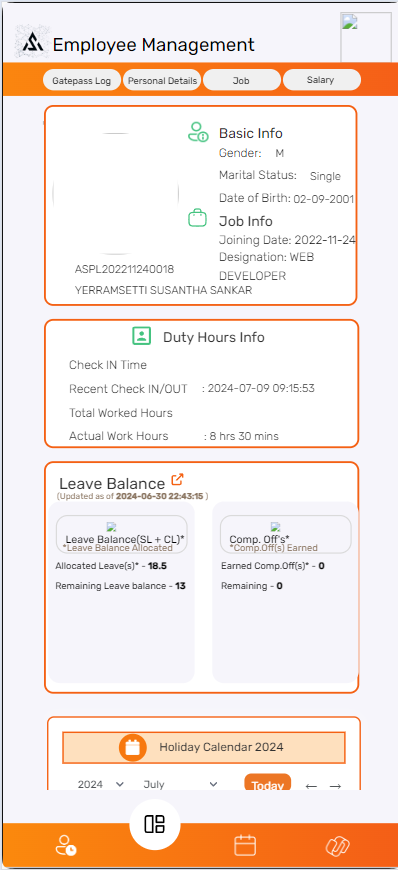 Employee Management
Gatepass Log Personal Details Job Salary
Basic Info
Gender: M
Marital Status: Single
Date of Birth: 02-09-2001
Job Info
Joining Date: 2022-11-24
Designation: WEB
DEVELOPER
ASPL202211240018
YERRAMSETTI SUSANTHA SANKAR
Duty Hours Info
Check IN Time
Recent Check IN/OUT : 2024-07-09 09:15:53
Total Worked Hours
Actual Work Hours : 8 hrs 30 mins
Leave Balance
(Updated as of 2024-06-30 22:43:15 )
Leave Balance(SL + CL)*
*Leave Balance Allocated
Allocated Leave(s)* - 18.5
Remaining Leave balance - 13
Comp. Off's*
*Comp.Off(s) Earned
Earned Comp.Off(s)* - 0
Remaining - 0
Holiday Calendar 2024
2024 July Today ← →